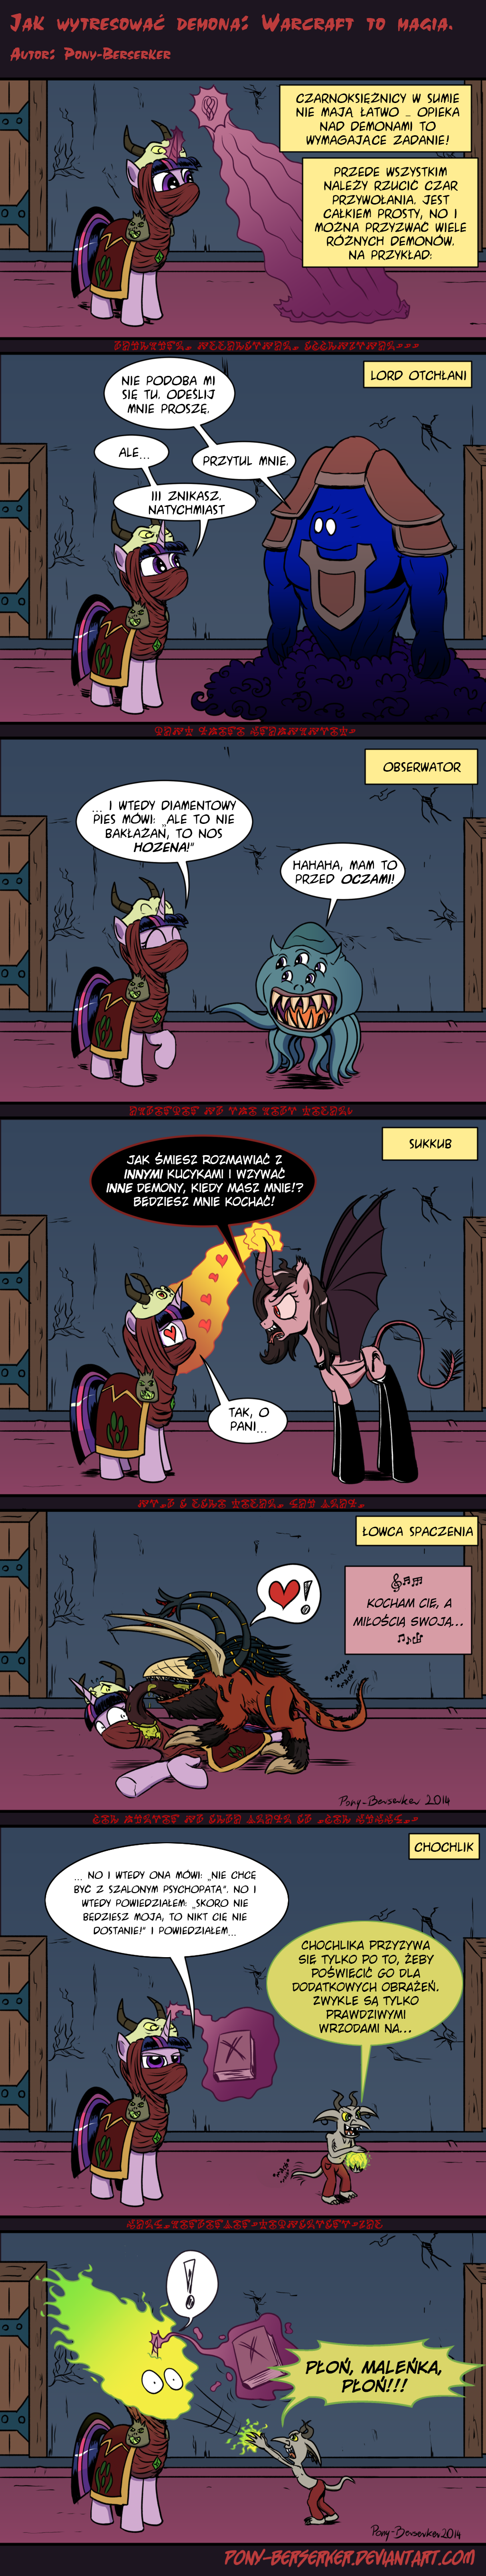 Jak wytresować demona: Warcraft to magia.
Autor: Pony-Berserker
CZARNOKSIĘŻNICY W SUMIE
NIE MAJĄ ŁATWO - OPIEKA
NAD DEMONAMI TO
WYMAGAJĄCE ZADANIE!
PRZEDE WSZYSTKIM
NALEŻY RZUCIĆ CZAR
PRZYWOŁANIA. JEST
CAŁKIEM PROSTY, NO I
MOŻNA PRZYZWAĆ WIELE
RÓŻNYCH DEMONÓW.
NA PRZYKŁAD:
LORD OTCHŁANI
NIE PODOBA MI
SIĘ TU. ODEŚLIJ
MNIE PROSZĘ.
ALE...
PRZYTUL MNIE.
III ZNIKASZ.
NATYCHMIAST
OBSERWATOR
... I WTEDY DIAMENTOWY
PIES MÓWI: „ALE TO NIE
BAKŁAŻAN, TO NOS
HOZENA!"
HAHAHA, MAM TO
PRZED OCZAMI!
SUKKUB
JAK ŚMIESZ ROZMAWIAĆ Z
INNYMI KUCYKAMI I WZYWAĆ
INNE DEMONY, KIEDY MASZ MNIE!?
BĘDZIESZ MNIE KOCHAĆ!
TAK, O
PANI...
ŁOWCA SPACZENIA
!
KOCHAM CIĘ, A
MIŁOŚCIĄ SWOJĄ...
Pony-Berserker 2014
CHOCHLIK
... NO I WTEDY ONA MÓWI: „NIE CHCĘ
BYĆ Z SZALONYM PSYCHOPATĄ". NO I
WTEDY POWIEDZIAŁEM: „SKORO NIE
BĘDZIESZ MOJA, TO NIKT CIĘ NIE
DOSTANIE!" I POWIEDZIAŁEM...
CHOCHLIKA PRZYZYWA
SIĘ TYLKO PO TO, ŻEBY
POŚWIĘCIĆ GO DLA
DODATKOWYCH OBRAŻEŃ.
ZWYKLE SĄ TYLKO
PRAWDZIWYMI
WRZODAMI NA...
!
PŁOŃ, MALEŃKA,
PŁOŃ!!!
Pony-Berserker 2014
PONY-BERSERKER.DEVIANTART.COM